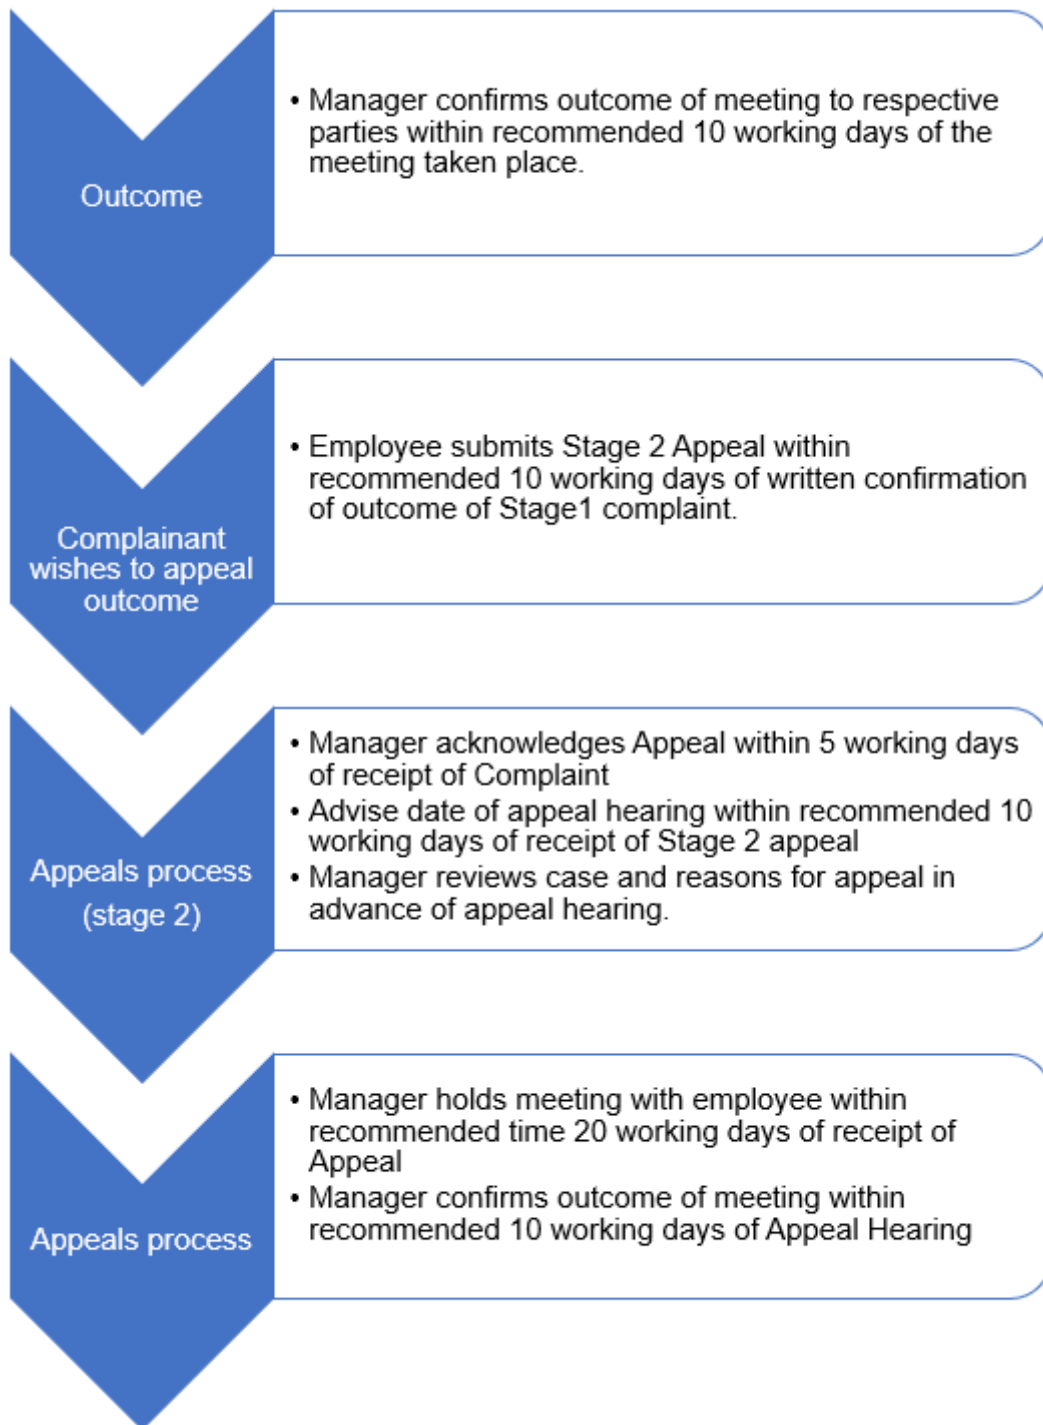 Outcome
• Manager confirms outcome of meeting to respective
parties within recommended 10 working days of the
meeting taken place.
Complainant
wishes to appeal
outcome
• Employee submits Stage 2 Appeal within
recommended 10 working days of written confirmation
of outcome of Stage1 complaint.
Appeals process
(stage 2)
• Manager acknowledges Appeal within 5 working days
of receipt of Complaint
• Advise date of appeal hearing within recommended 10
working days of receipt of Stage 2 appeal
• Manager reviews case and reasons for appeal in
advance of appeal hearing.
Appeals process
• Manager holds meeting with employee within
recommended time 20 working days of receipt of
Appeal
• Manager confirms outcome of meeting within
recommended 10 working days of Appeal Hearing